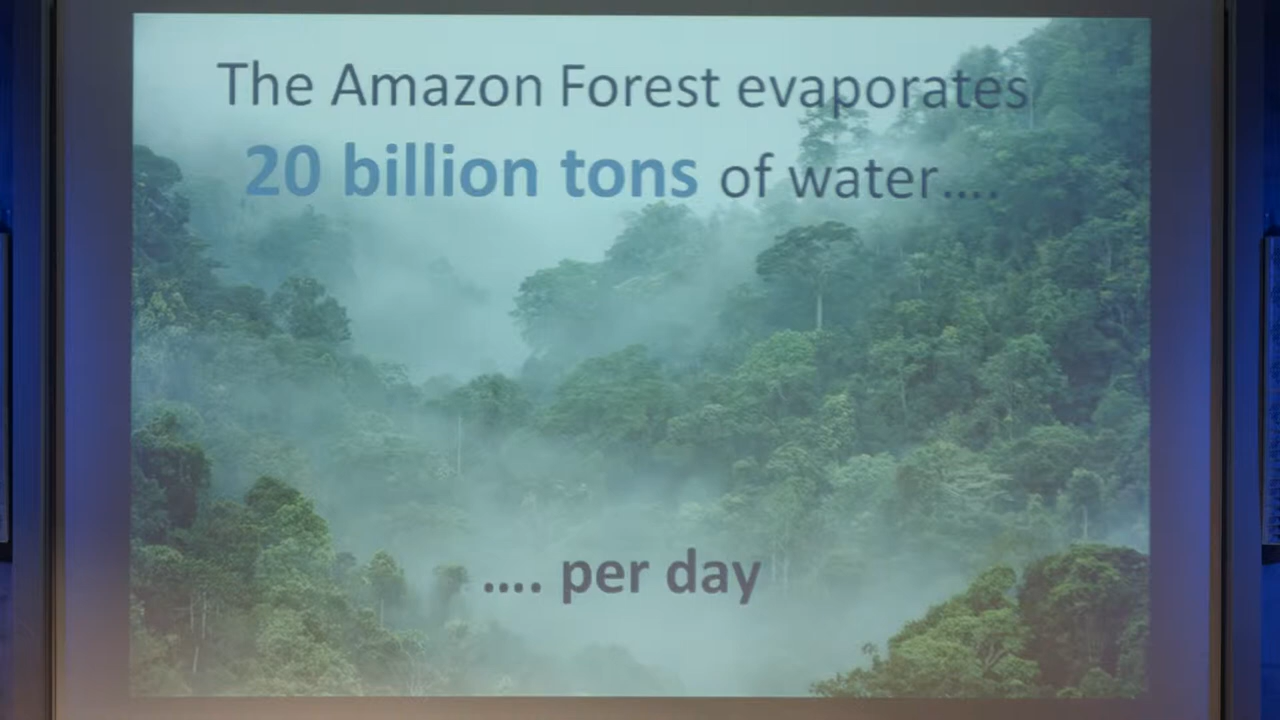 The Amazon Forest evaporates
20 billion tons of water....
.... per day